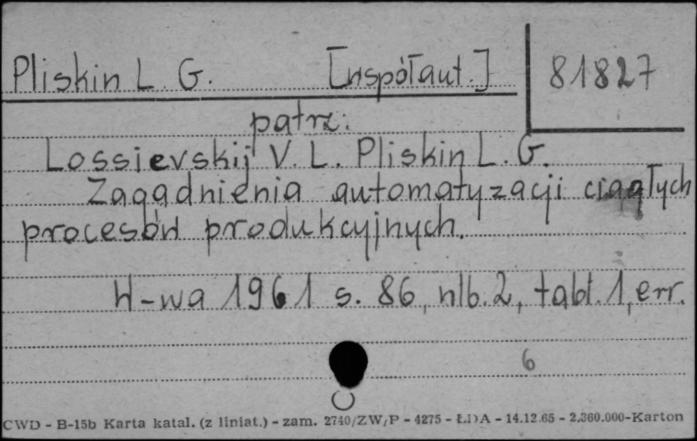 Pliskin L. G. [współaut.] 81827
patrz:
Lossievskij V. L. Pliskin L. G.
Zagadnienia automatyzacji ciągłych
procesów produkcyjnych.
W-wa 1961 s. 86, nlb. 2, tabl. 1, err.
6
CWD - B-15b Karta katal. (z liniat.) - zam. 2740/ZW/P - 4275 - ŁDA - 14.12.65 - 2.360.000-Karton